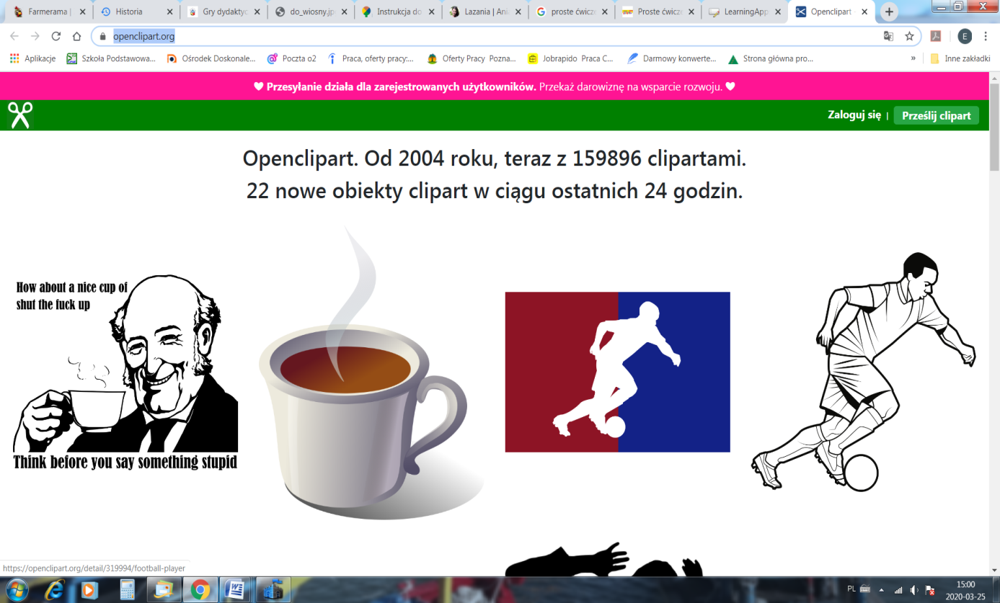 Farmerama |
Historia
Gry dydaktyc
do_wiosny.jp
Instrukcja do
Lazania | Ani
proste ćwicze
Proste ćwicze
LearningApp
Openclipart -
openclipart.org
E
Aplikacje
Szkoła Podstawowa...
Ośrodek Doskonale...
Poczta o2
Praca, oferty pracy:...
Oferty Pracy Pozna...
Jobrapido Praca C...
Darmowy konwerte...
Strona główna pro...
»
Inne zakładki
Przesyłanie działa dla zarejestrowanych użytkowników. Przekaż darowiznę na wsparcie rozwoju.
Zaloguj się | Prześlij clipart
Openclipart. Od 2004 roku, teraz z 159896 clipartami.
22 nowe obiekty clipart w ciągu ostatnich 24 godzin.
How about a nice cup of
shut the fuck up
Think before you say something stupid
https://openclipart.org/detail/319994/football-player
PL
15:00
2020-03-25